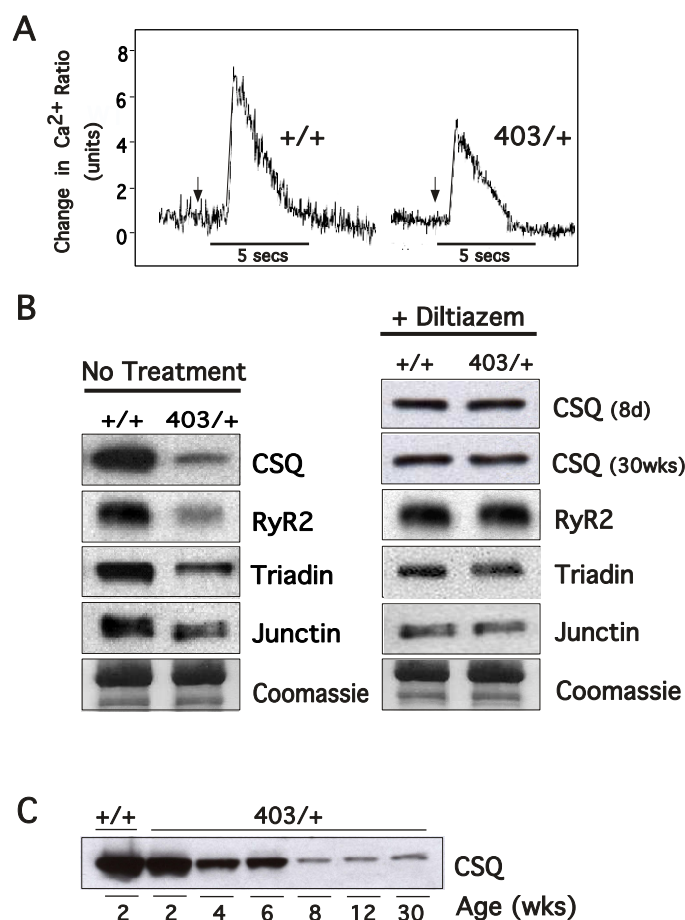 A
Change in Ca2+ Ratio
(units)
8
6
4
2
0
+/+
403/+
5 secs
5 secs
B
No Treatment
+/+ 403/+
CSQ
RyR2
Triadin
Junctin
Coomassie
+ Diltiazem
+/+ 403/+
CSQ (8d)
CSQ (30wks)
RyR2
Triadin
Junctin
Coomassie
C
+/+ 403/+
CSQ
2 2 4 6 8 12 30 Age (wks)